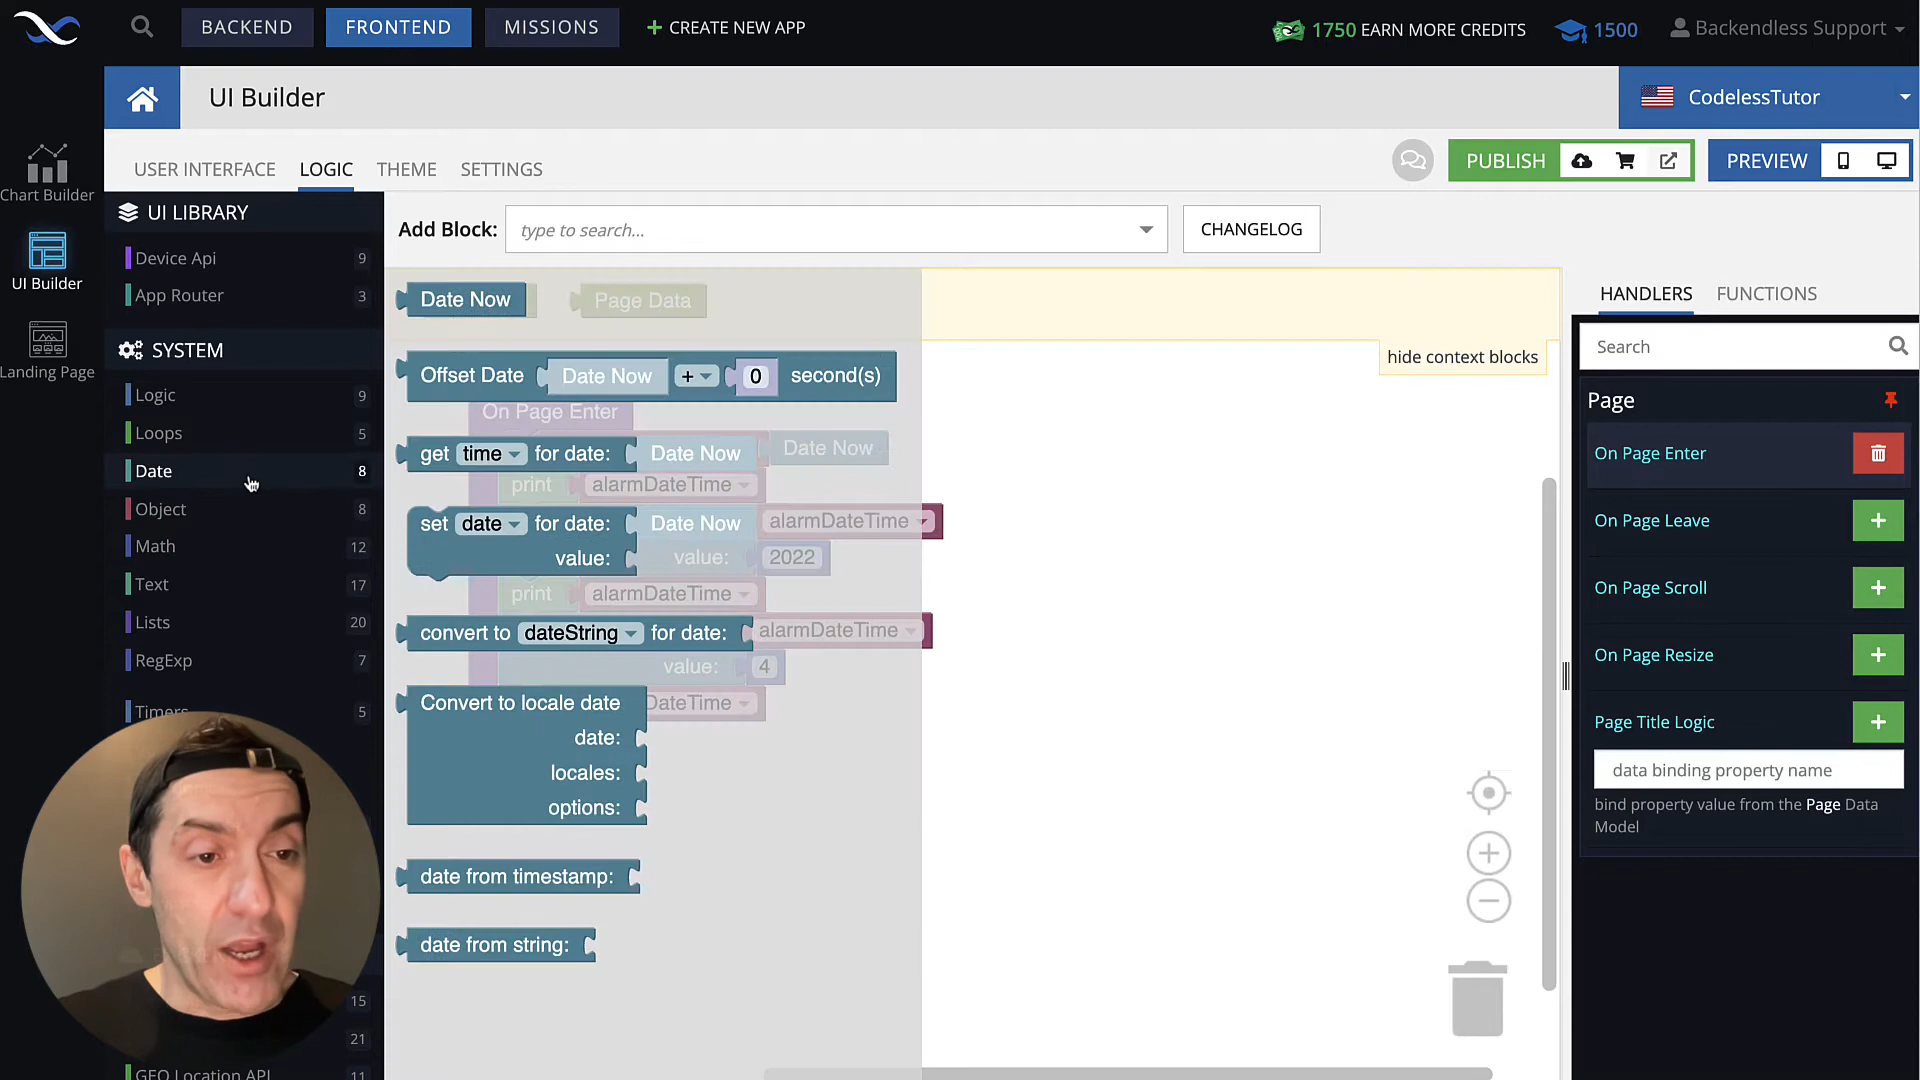 BACKEND
FRONTEND
MISSIONS
+ CREATE NEW APP
1750 EARN MORE CREDITS
1500
Backendless Support
UI Builder
CodelessTutor
USER INTERFACE
LOGIC
THEME
SETTINGS
PUBLISH
PREVIEW
Chart Builder
UI Builder
Landing Page
UI LIBRARY
Device Api 9
App Router 3
SYSTEM
Logic 9
Loops 5
Date 8
Object 8
Math 12
Text 17
Lists 20
RegExp 7
Timers 5
15
21
GEO Location API 11
Add Block: type to search...
CHANGELOG
Date Now
Page Data
hide context blocks
Offset Date Date Now + 0 second(s)
On Page Enter
get time for date: Date Now
Date Now
print alarmDateTime
set date for date: Date Now
alarmDateTime
value:
value: 2022
print alarmDateTime
convert to dateString for date:
alarmDateTime
value: 4
Convert to locale date
DateTime
date:
locales:
options:
date from timestamp:
date from string:
HANDLERS
FUNCTIONS
Search
Page
On Page Enter
On Page Leave +
On Page Scroll +
On Page Resize +
Page Title Logic +
data binding property name
bind property value from the Page Data
Model